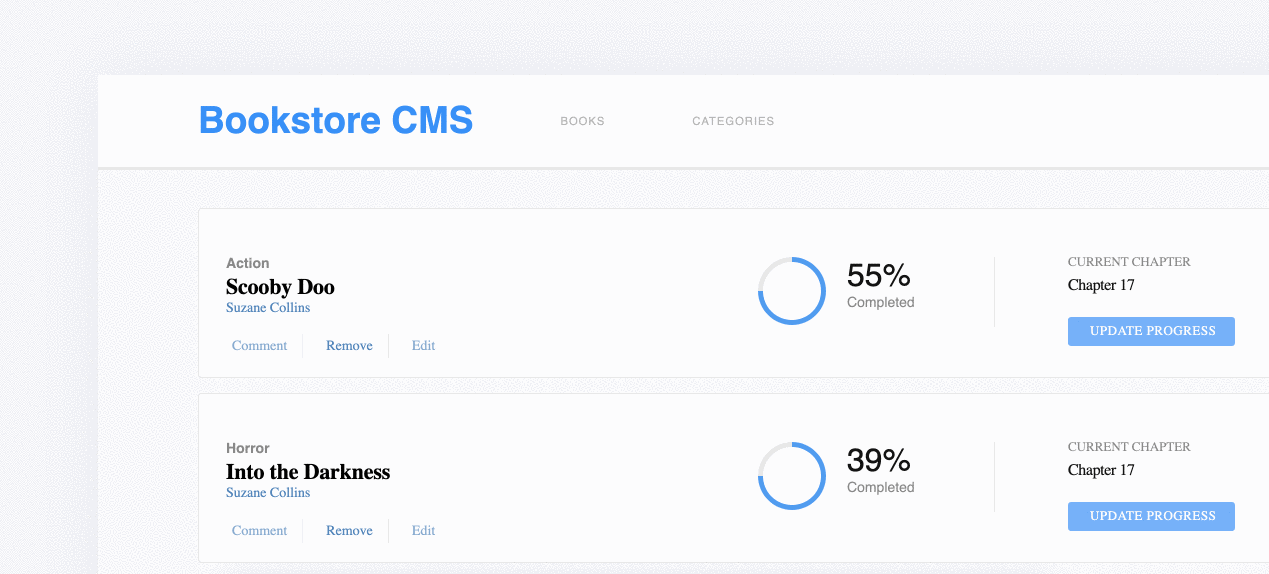 Bookstore CMS
BOOKS
CATEGORIES
Action
Scooby Doo
Suzane Collins
Comment
Remove
Edit
55%
Completed
CURRENT CHAPTER
Chapter 17
UPDATE PROGRESS
Horror
Into the Darkness
Suzane Collins
Comment
Remove
Edit
39%
Completed
CURRENT CHAPTER
Chapter 17
UPDATE PROGRESS